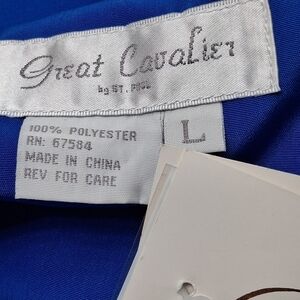 Great Cavalier
by ST. PAUL
100% POLYESTER
RN: 67584
MADE IN CHINA
REV FOR CARE
L